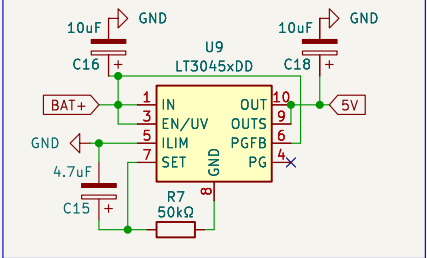 GND
10uF
C16
GND
10uF
C18
U9
LT3045xDD
BAT+
1 IN
3 EN/UV
5 ILIM
7 SET
OUT 10
OUTS 9
PGFB 6
PG 4
GND 8
5V
GND
4.7uF
C15
R7
50kΩ